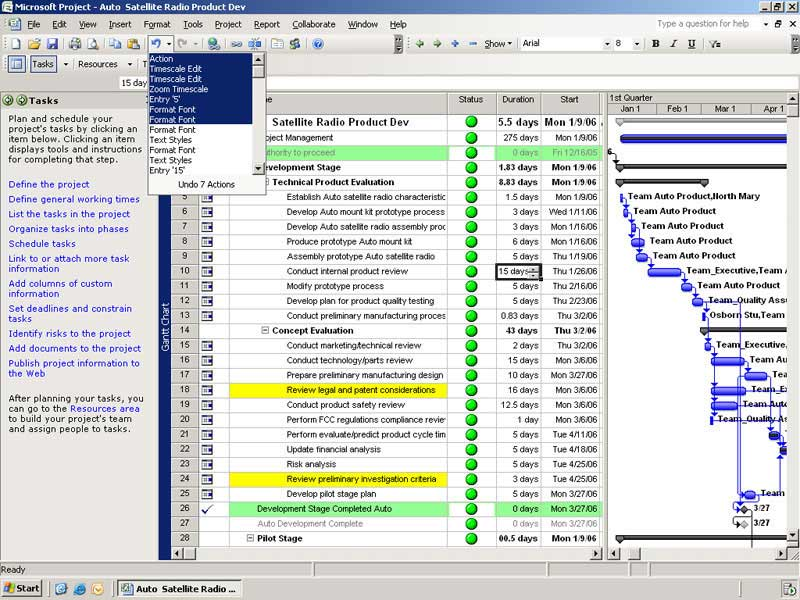 Microsoft Project - Auto  Satellite Radio Product Dev
File Edit View Insert Format Tools Project Report Collaborate Window Help
Type a question for help
Show Arial 8 B I U
Tasks Resources
15 day
Action
Timescale Edit
Timescale Edit
Zoom Timescale
Entry '5'
Format Font
Format Font
Format Font
Text Styles
Format Font
Text Styles
Entry '15'
Undo 7 Actions
Tasks
Plan and schedule your
project's tasks by clicking an
item below. Clicking an item
displays tools and instructions
for completing that step.
Define the project
Define general working times
List the tasks in the project
Organize tasks into phases
Schedule tasks
Link to or attach more task
information
Add columns of custom
information
Set deadlines and constrain
tasks
Identify risks to the project
Add documents to the project
Publish project information to
the Web
After planning your tasks, you
can go to the Resources area
to build your project's team
and assign people to tasks.
Gantt Chart
me Status Duration Start
Satellite Radio Product Dev 5.5 days Mon 1/9/06
oject Management 275 days Mon 1/9/06
uthority to proceed 0 days Fri 12/16/05
velopment Stage 1.83 days Mon 1/9/06
Technical Product Evaluation 8.83 days Mon 1/9/06
5 Establish Auto satellite radio characteristic 1.5 days Mon 1/9/06
6 Develop Auto mount kit prototype process 3 days Wed 1/11/06
7 Develop Auto satellite radio assembly proc 3 days Mon 1/16/06
8 Produce prototype Auto mount kit 6 days Mon 1/16/06
9 Assembly prototype Auto satellite radio 5 days Thu 1/19/06
10 Conduct internal product review 15 days Thu 1/26/06
11 Modify prototype process 5 days Thu 2/16/06
12 Develop plan for product quality testing 5 days Thu 2/23/06
13 Conduct preliminary manufacturing process 0.83 days Thu 3/2/06
14 Concept Evaluation 43 days Thu 3/2/06
15 Conduct marketing/technical review 2 days Thu 3/2/06
16 Conduct technology/parts review 15 days Mon 3/6/06
17 Prepare preliminary manufacturing design 10 days Mon 3/27/06
18 Review legal and patent considerations 16 days Mon 3/6/06
19 Conduct product safety review 12.5 days Mon 3/6/06
20 Perform FCC regulations compliance review 1 day Mon 3/6/06
21 Perform evaluate/predict product cycle tim 5 days Tue 4/11/06
22 Update financial analysis 5 days Tue 4/18/06
23 Risk analysis 5 days Tue 4/25/06
24 Review preliminary investigation criteria 5 days Tue 4/25/06
25 Develop pilot stage plan 5 days Mon 3/27/06
26 Development Stage Completed Auto 0 days Mon 3/27/06
27 Auto Development Complete 0 days Mon 3/27/06
28 Pilot Stage 00.5 days Mon 1/9/06
1st Quarter
Jan 1 Feb 1 Mar 1 Apr 1
6
Team Auto Product,North Mary
Team Auto Product
Team Auto Product
Team Auto Product
Team Auto Product
Team_Executive,Team A
Team Auto Product
Team_Quality Ass
Osborn Stu,Team
Team_Executive,
Team Au
Team
Team_E
Team Auto
Team_Quality A
Team
3/27
3/27
Ready
Start Auto  Satellite Radio ...